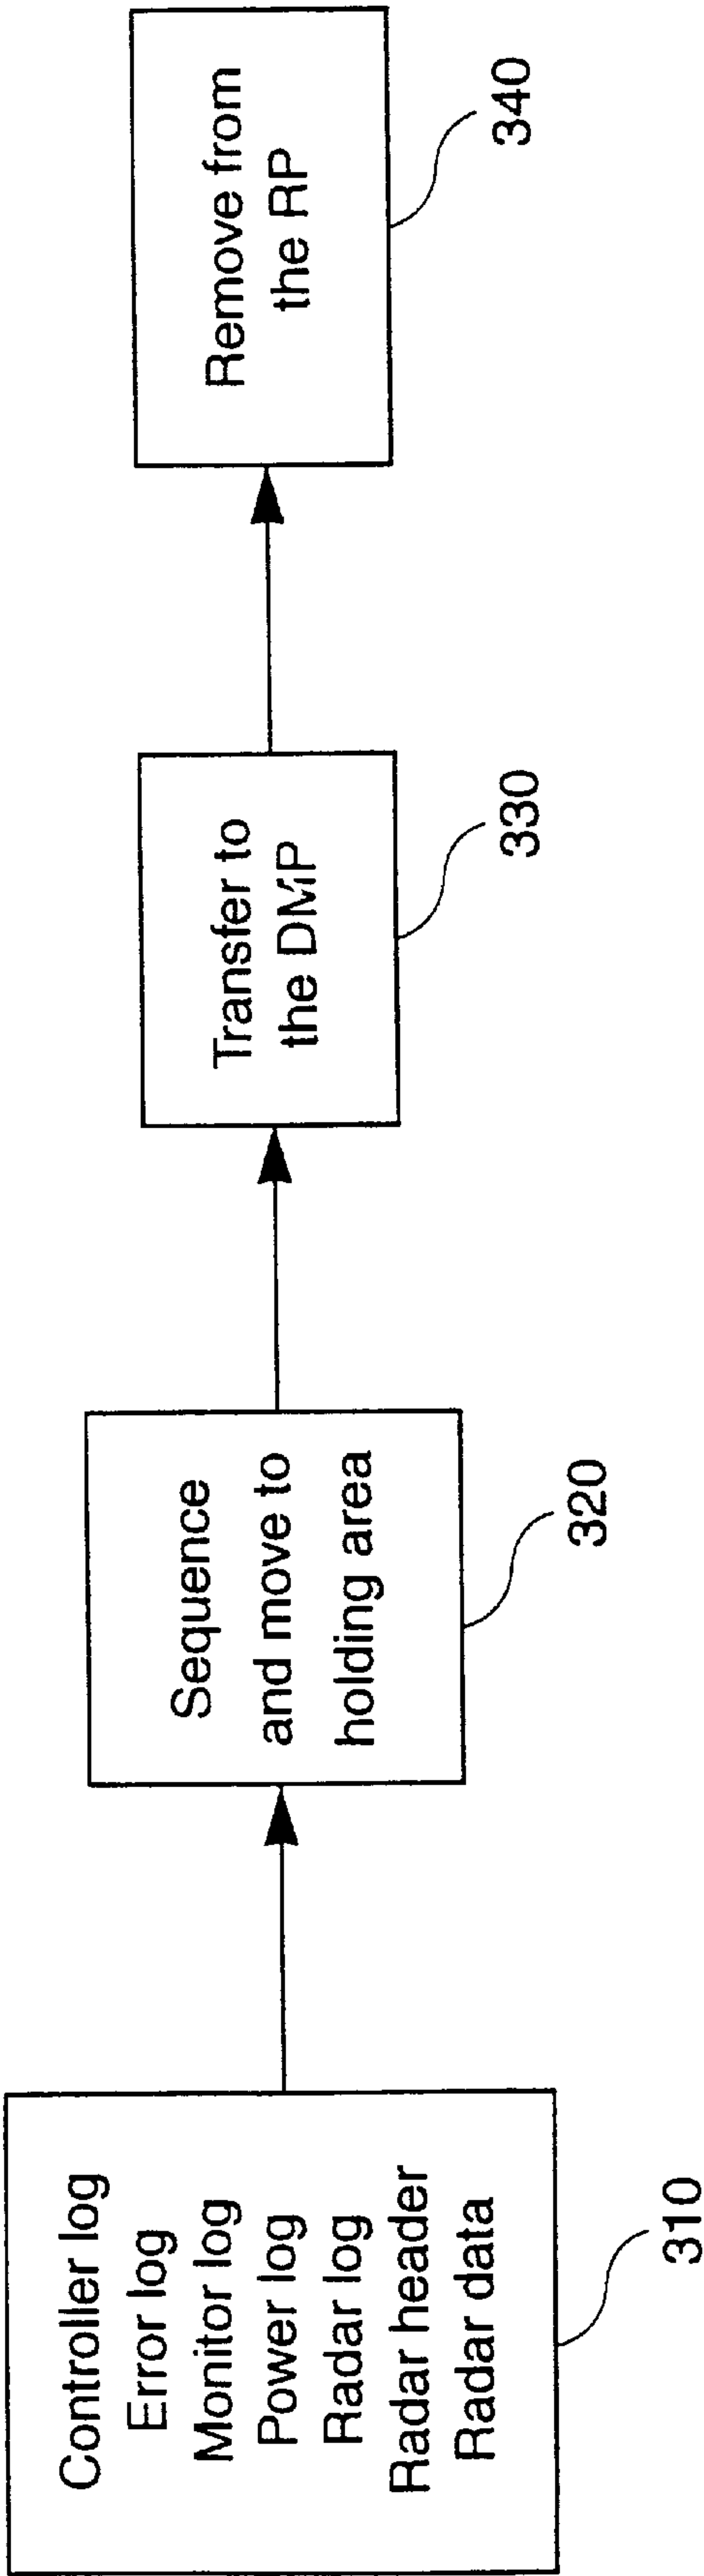 Controller log
Error log
Monitor log
Power log
Radar log
Radar header
Radar data
310
Sequence
and move to
holding area
320
Transfer to
the DMP
330
Remove from
the RP
340